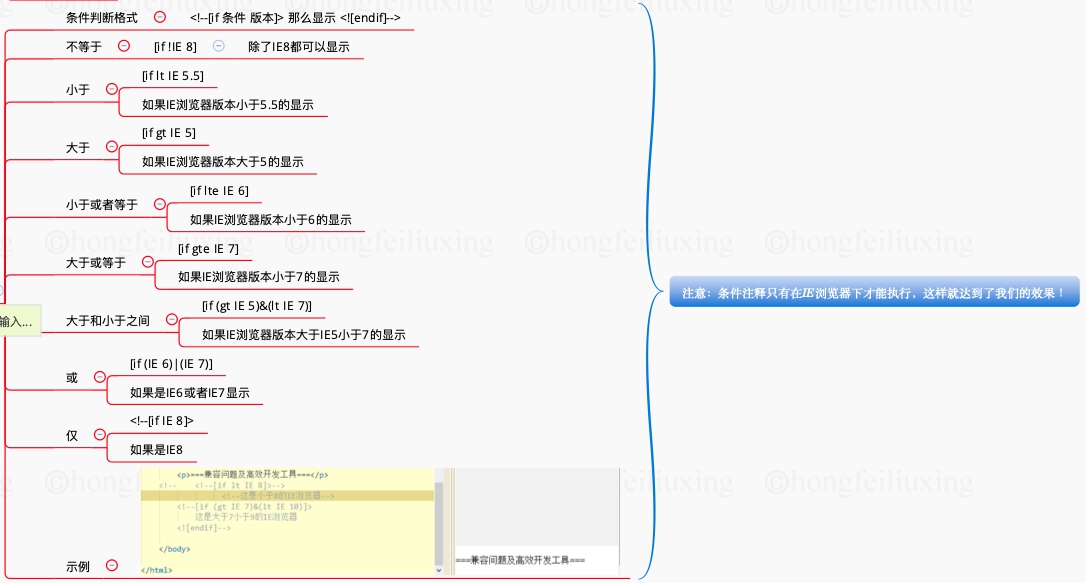 条件判断格式 <!--[if 条件 版本]> 那么显示 <![endif]-->
不等于 [if !IE 8] 除了IE8都可以显示
小于
[if lt IE 5.5]
如果IE浏览器版本小于5.5的显示
大于
[if gt IE 5]
如果IE浏览器版本大于5的显示
小于或者等于
[if lte IE 6]
如果IE浏览器版本小于6的显示
大于或等于
[if gte IE 7]
如果IE浏览器版本小于7的显示
输入...
大于和小于之间
[if (gt IE 5)&(lt IE 7)]
如果IE浏览器版本大于IE5小于7的显示
或
[if (IE 6)|(IE 7)]
如果是IE6或者IE7显示
仅
<!--[if IE 8]>
如果是IE8
示例
<p>===兼容问题及高效开发工具===</p>
<!-- <!--[if lt IE 8]>-->
<!--这是小于8的IE浏览器-->
<!--[if (gt IE 7)&(lt IE 10)]>
这是大于7小于9的IE浏览器
<![endif]-->
</body>
</html>
===兼容问题及高效开发工具===
注意：条件注释只有在IE浏览器下才能执行，这样就达到了我们的效果！
©hongfeiliuxing ©hongfeiliuxing ©hongfeiliuxing ©hongfeiliuxing